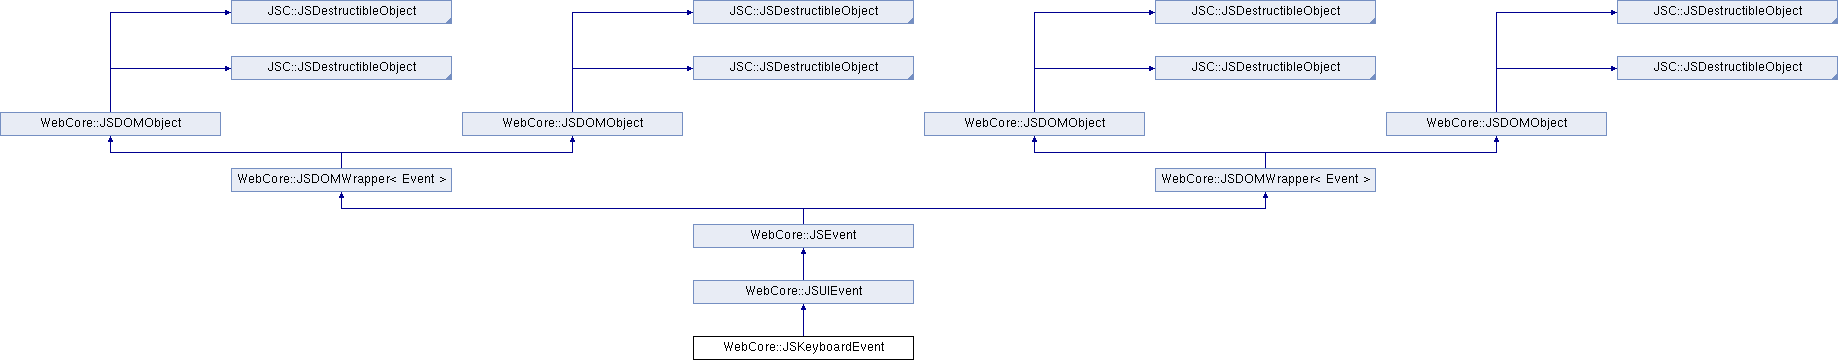 JSC::JSDestructibleObject
JSC::JSDestructibleObject
JSC::JSDestructibleObject
JSC::JSDestructibleObject
JSC::JSDestructibleObject
JSC::JSDestructibleObject
JSC::JSDestructibleObject
JSC::JSDestructibleObject
WebCore::JSDOMObject
WebCore::JSDOMObject
WebCore::JSDOMObject
WebCore::JSDOMObject
WebCore::JSDOMWrapper< Event >
WebCore::JSDOMWrapper< Event >
WebCore::JSEvent
WebCore::JSUIEvent
WebCore::JSKeyboardEvent